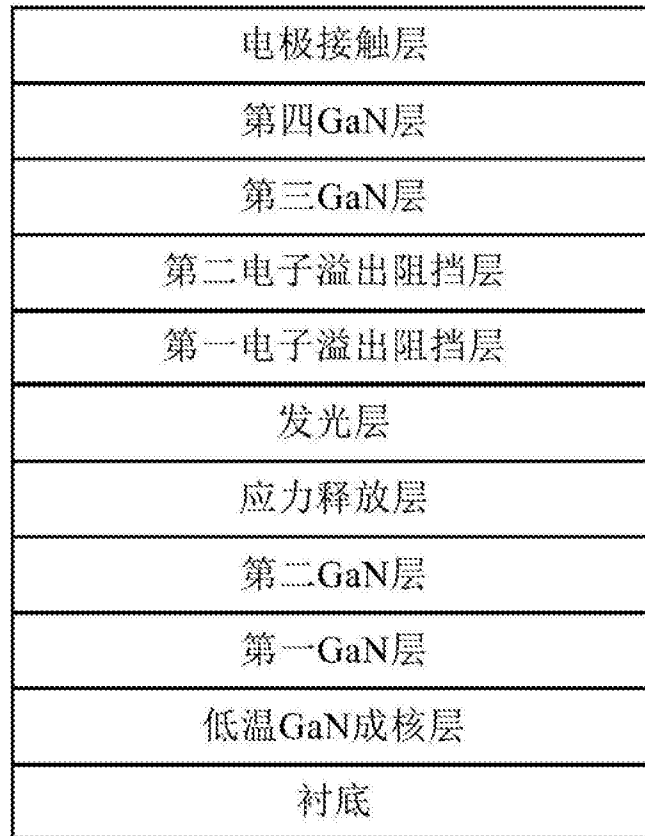 电极接触层
第四GaN层
第三GaN层
第二电子溢出阻挡层
第一电子溢出阻挡层
发光层
应力释放层
第二GaN层
第一GaN层
低温GaN成核层
衬底